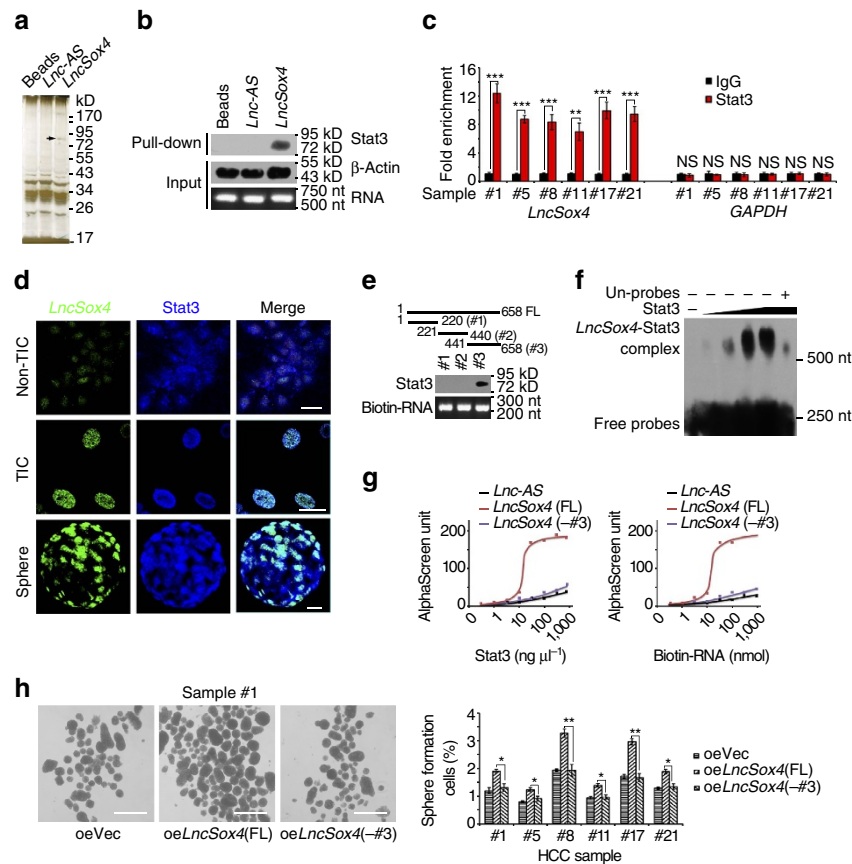 a
Beads
Lnc-AS
LncSox4
kD
170
95
72
55
43
34
26
17
b
Beads
Lnc-AS
LncSox4
Pull-down
95 kD
72 kD
Stat3
Input
55 kD
43 kD
β-Actin
750 nt
500 nt
RNA
c
Fold enrichment
16
12
8
4
0
*** *** *** ** *** ***
IgG
Stat3
NS NS NS NS NS NS
Sample #1 #5 #8 #11 #17 #21 #1 #5 #8 #11 #17 #21
LncSox4 GAPDH
d
LncSox4 Stat3 Merge
Non-TIC
TIC
Sphere
e
1 658 FL
1 220 (#1)
221 440 (#2)
441 658 (#3)
#1 #2 #3
Stat3
95 kD
72 kD
Biotin-RNA
300 nt
200 nt
f
Un-probes – – – – – +
Stat3 –
LncSox4-Stat3
complex
500 nt
Free probes
250 nt
g
Lnc-AS
LncSox4 (FL)
LncSox4 (–#3)
AlphaScreen unit
200
100
0
0 1 10 100 1,000
Stat3 (ng μl–1)
Lnc-AS
LncSox4 (FL)
LncSox4 (–#3)
AlphaScreen unit
200
100
0
0 1 10 100 1,000
Biotin-RNA (nmol)
h
Sample #1
oeVec oeLncSox4(FL) oeLncSox4(–#3)
Sphere formation
cells (%)
4
3
2
1
0
* * ** * ** *
oeVec
oeLncSox4(FL)
oeLncSox4(–#3)
#1 #5 #8 #11 #17 #21
HCC sample